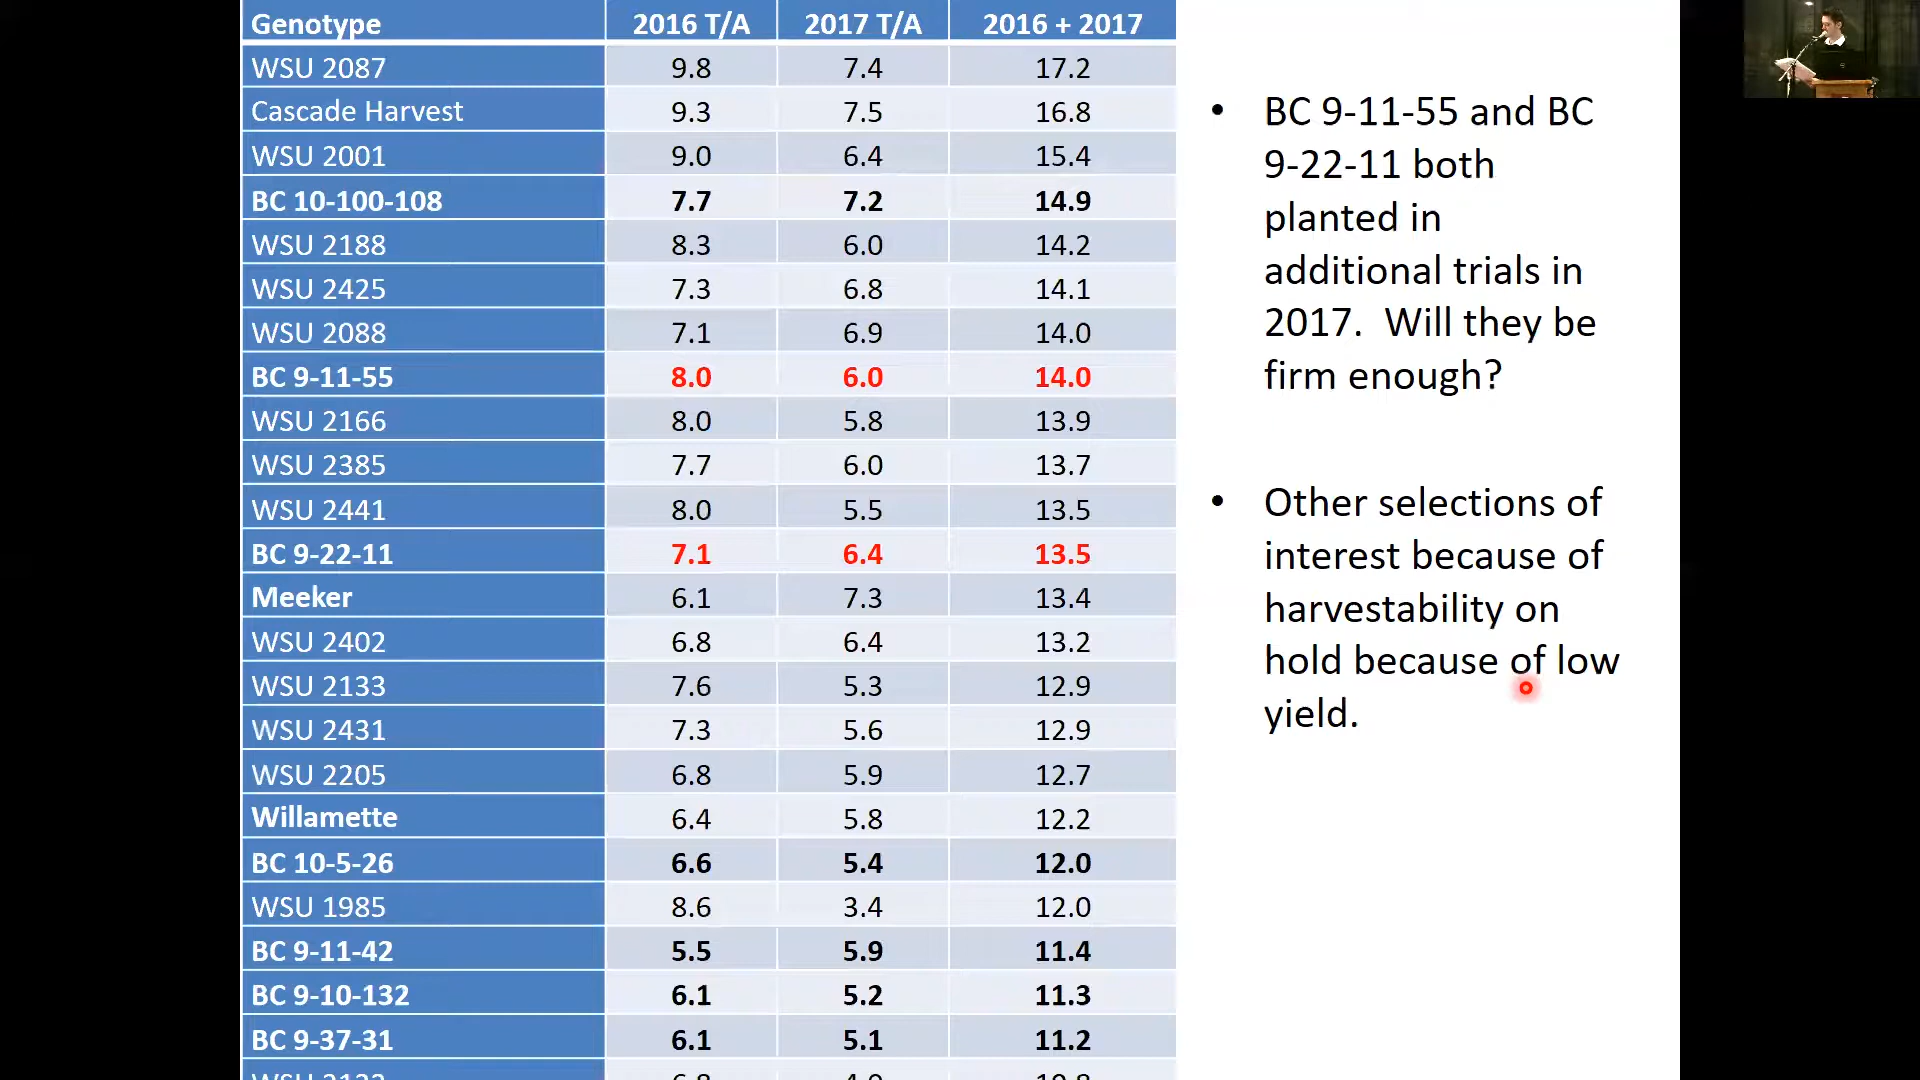 Genotype 2016 T/A 2017 T/A 2016 + 2017
WSU 2087 9.8 7.4 17.2
Cascade Harvest 9.3 7.5 16.8
WSU 2001 9.0 6.4 15.4
BC 10-100-108 7.7 7.2 14.9
WSU 2188 8.3 6.0 14.2
WSU 2425 7.3 6.8 14.1
WSU 2088 7.1 6.9 14.0
BC 9-11-55 8.0 6.0 14.0
WSU 2166 8.0 5.8 13.9
WSU 2385 7.7 6.0 13.7
WSU 2441 8.0 5.5 13.5
BC 9-22-11 7.1 6.4 13.5
Meeker 6.1 7.3 13.4
WSU 2402 6.8 6.4 13.2
WSU 2133 7.6 5.3 12.9
WSU 2431 7.3 5.6 12.9
WSU 2205 6.8 5.9 12.7
Willamette 6.4 5.8 12.2
BC 10-5-26 6.6 5.4 12.0
WSU 1985 8.6 3.4 12.0
BC 9-11-42 5.5 5.9 11.4
BC 9-10-132 6.1 5.2 11.3
BC 9-37-31 6.1 5.1 11.2
• BC 9-11-55 and BC
9-22-11 both
planted in
additional trials in
2017. Will they be
firm enough?
• Other selections of
interest because of
harvestability on
hold because of low
yield.